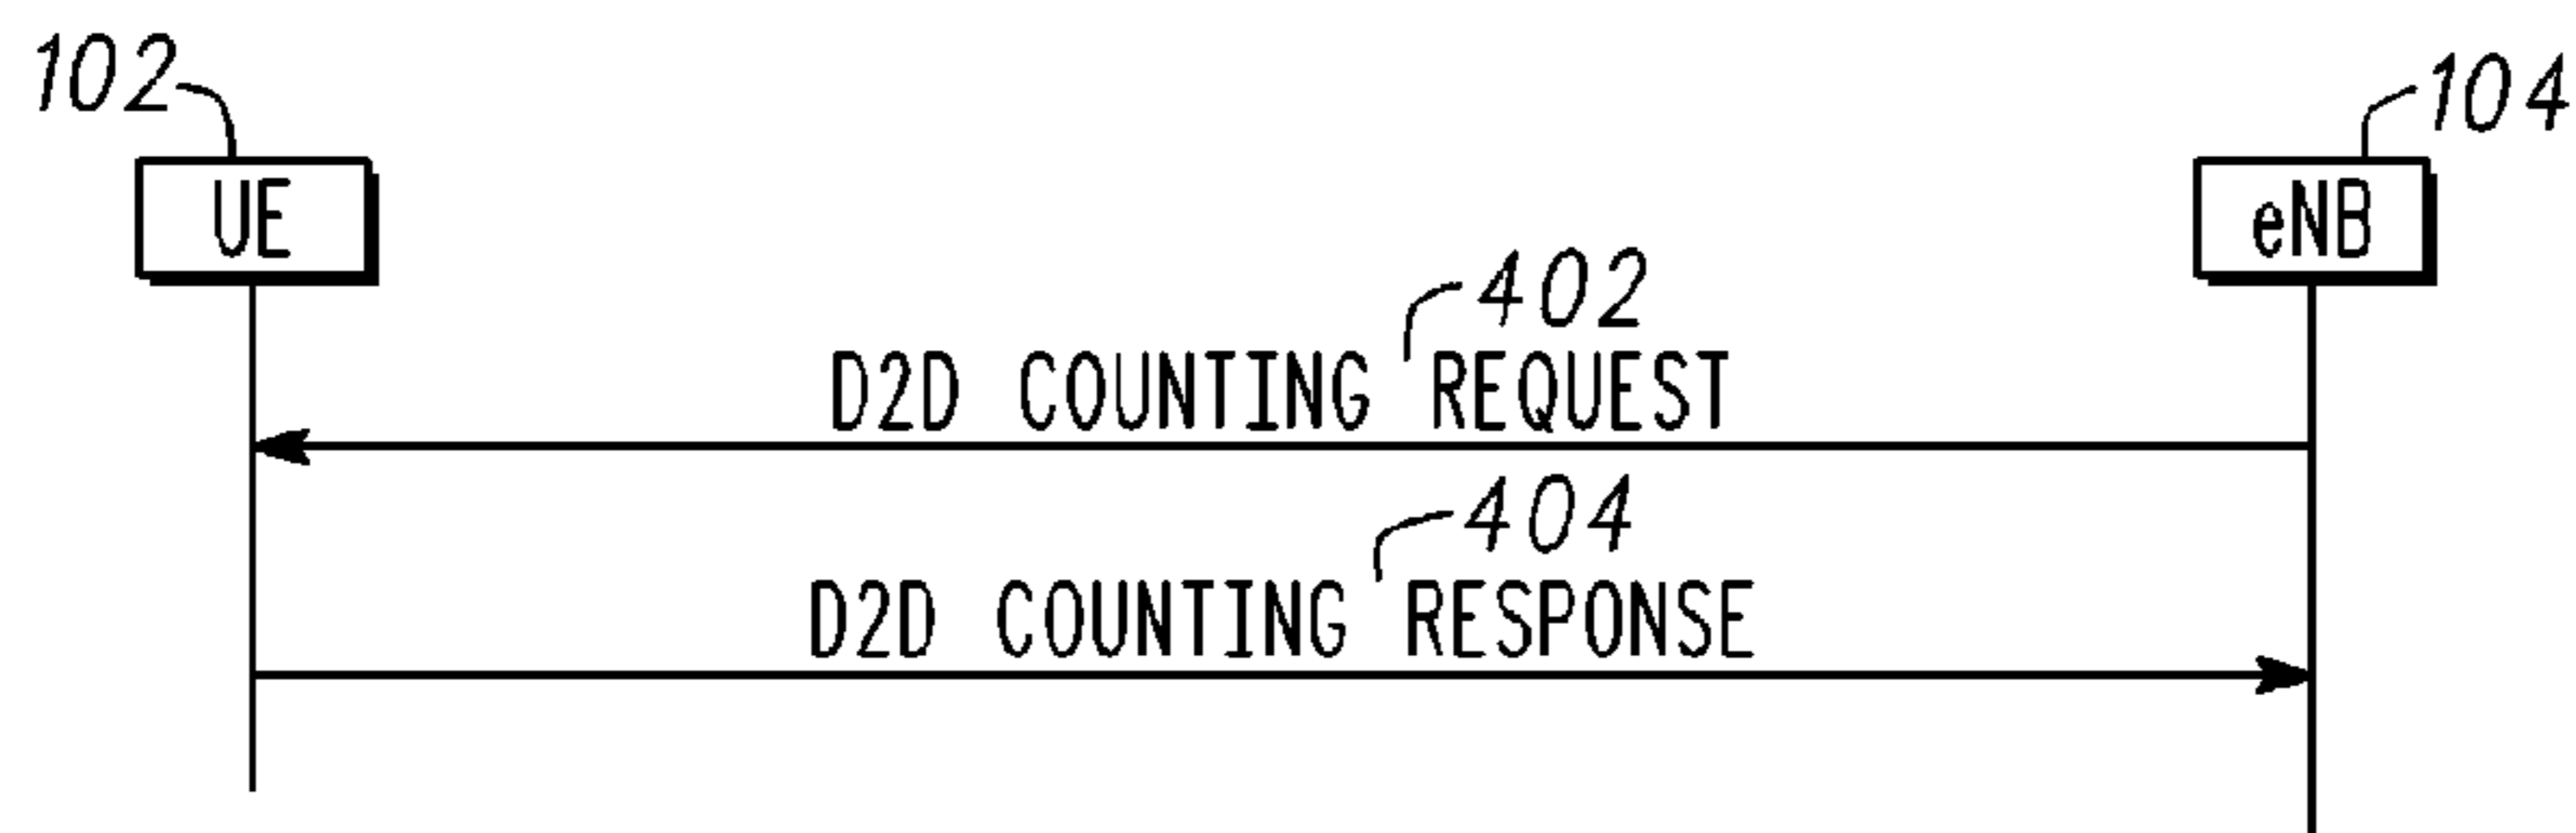 102
104
UE
eNB
402
D2D COUNTING REQUEST
404
D2D COUNTING RESPONSE